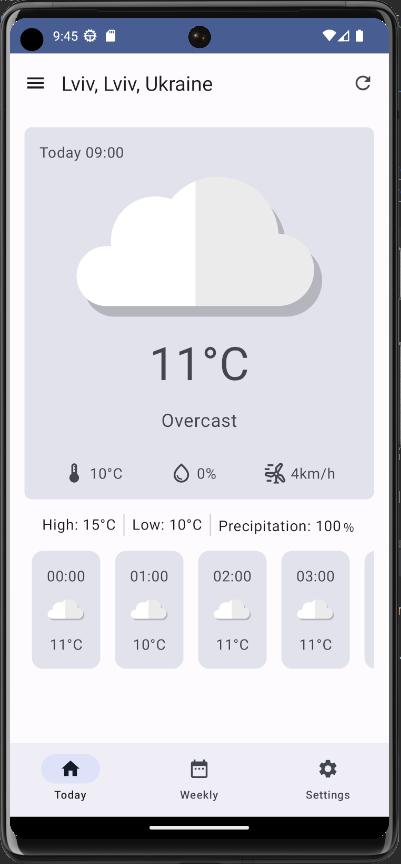 9:45
Lviv, Lviv, Ukraine
Today 09:00
11°C
Overcast
10°C 0% 4km/h
High: 15°C Low: 10°C Precipitation: 100%
00:00 01:00 02:00 03:00
11°C 10°C 11°C 11°C
Today Weekly Settings